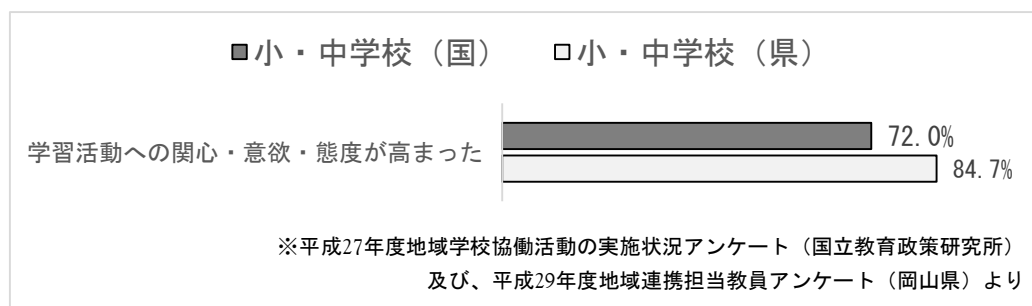 ■小・中学校（国） □小・中学校（県）
学習活動への関心・意欲・態度が高まった
72.0%
84.7%
※平成27年度地域学校協働活動の実施状況アンケート（国立教育政策研究所）
及び、平成29年度地域連携担当教員アンケート（岡山県）より